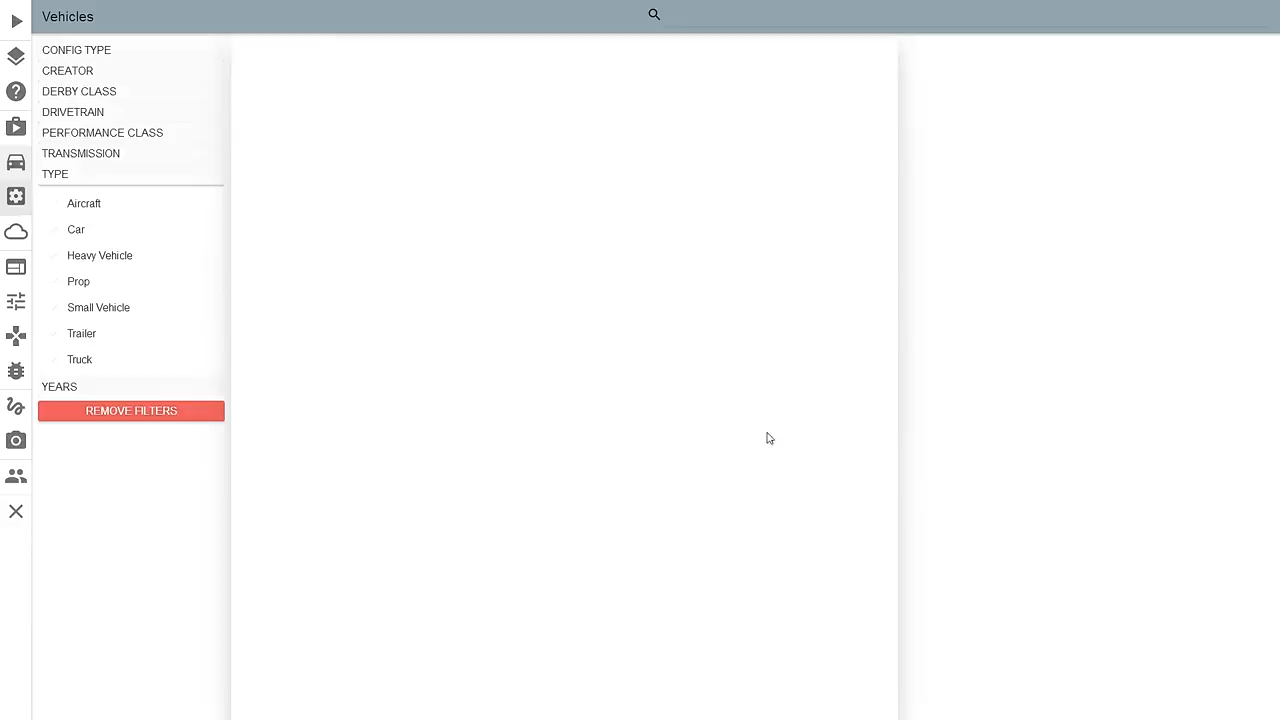 Vehicles
CONFIG TYPE
CREATOR
DERBY CLASS
DRIVETRAIN
PERFORMANCE CLASS
TRANSMISSION
TYPE
Aircraft
Car
Heavy Vehicle
Prop
Small Vehicle
Trailer
Truck
YEARS
REMOVE FILTERS